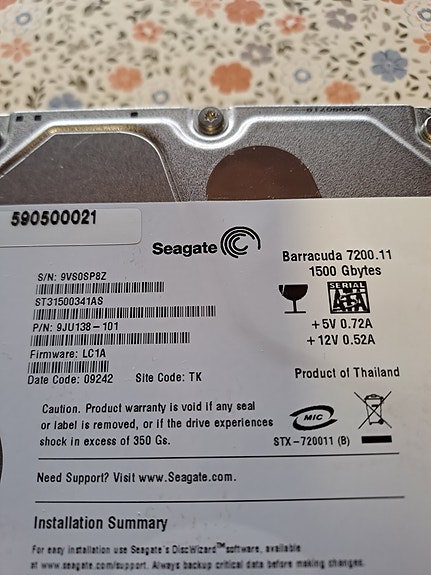 590500021
Seagate
Barracuda 7200.11
1500 Gbytes
S/N: 9VS0SP8Z
ST31500341AS
SERIAL
ATA
P/N: 9JU138-101
+5V 0.72A
+12V 0.52A
Firmware: LC1A
Date Code: 09242 Site Code: TK
Product of Thailand
Caution. Product warranty is void if any seal
or label is removed, or if the drive experiences
shock in excess of 350 Gs.
MIC
STX-720011 (B)
Need Support? Visit www.Seagate.com.
Installation Summary
For easy installation use Seagate's DiscWizard™ software, available
at www.seagate.com/support. Always backup critical data before making changes.